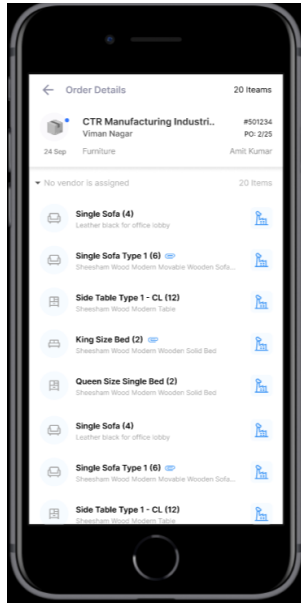 Order Details
20 Iteams
CTR Manufacturing Industri..
#501234
Viman Nagar
PO: 2/25
24 Sep
Furniture
Amit Kumar
No vendor is assigned
20 Items
Single Sofa (4)
Leather black for office lobby
Single Sofa Type 1 (6)
Sheesham Wood Modern Movable Wooden Sofa...
Side Table Type 1 - CL (12)
Sheesham Wood Modern Table
King Size Bed (2)
Sheesham Wood Modern Wooden Solid Bed
Queen Size Single Bed (2)
Sheesham Wood Modern Wooden Solid Bed
Single Sofa (4)
Leather black for office lobby
Single Sofa Type 1 (6)
Sheesham Wood Modern Movable Wooden Sofa...
Side Table Type 1 - CL (12)
Sheesham Wood Modern Table